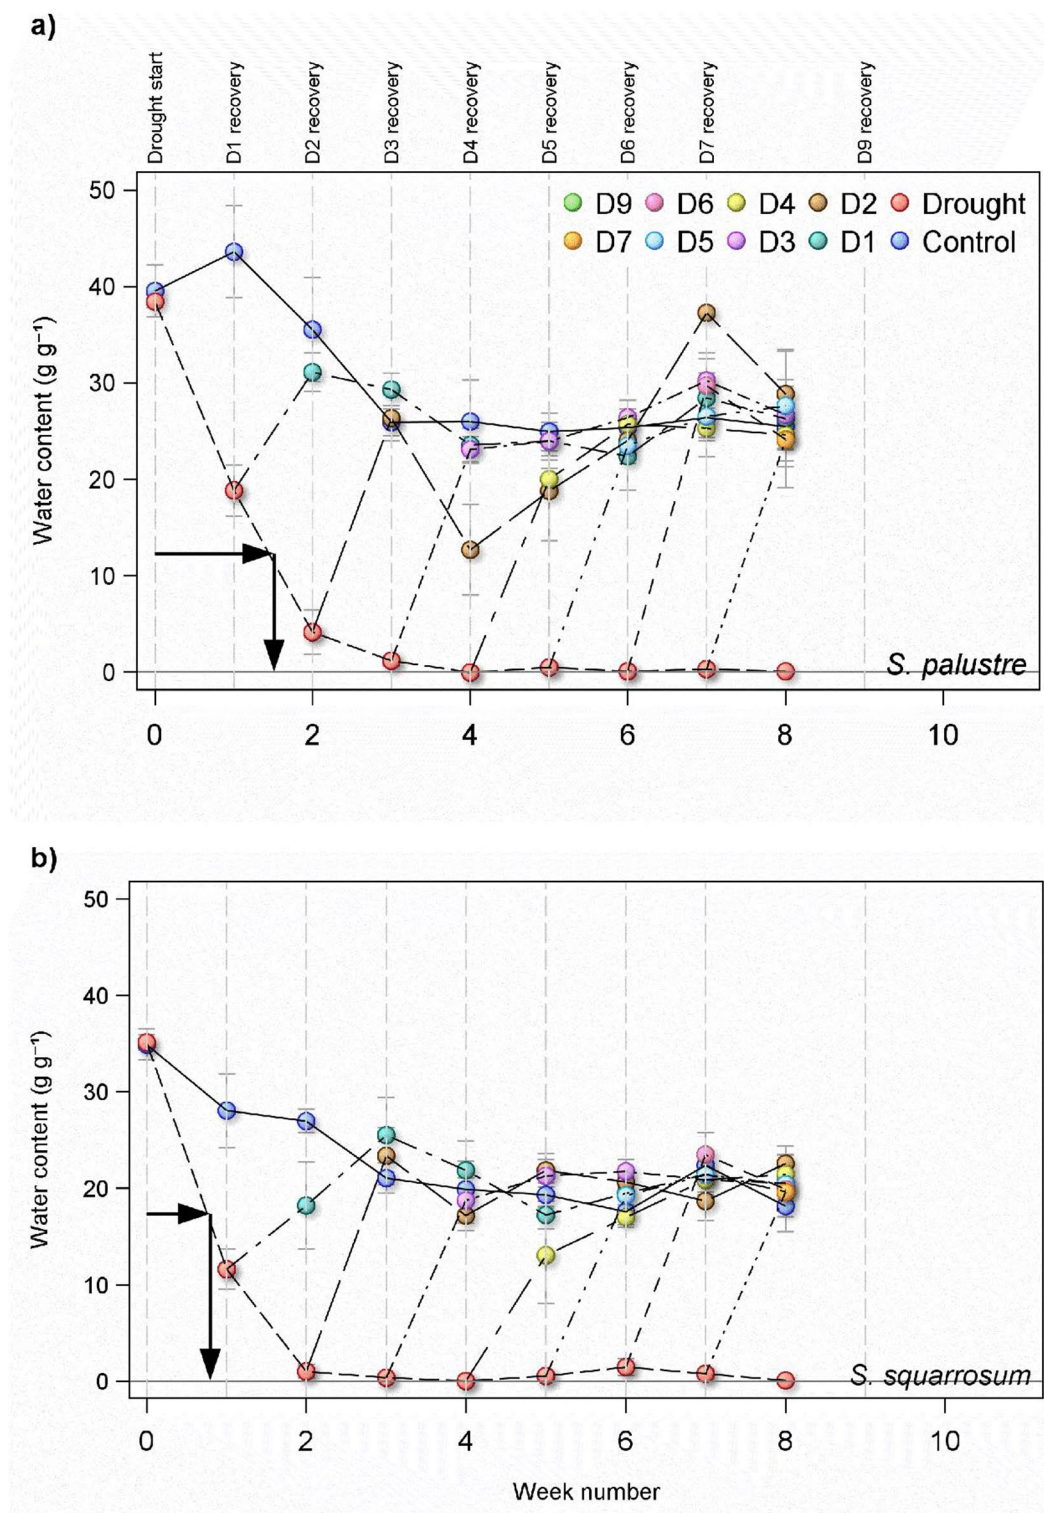 a)
Drought start
D1 recovery
D2 recovery
D3 recovery
D4 recovery
D5 recovery
D6 recovery
D7 recovery
D9 recovery
50
40
30
20
10
0
Water content (g g⁻¹)
D9 D6 D4 D2 Drought
D7 D5 D3 D1 Control
S. palustre
0 2 4 6 8 10
b)
50
40
30
20
10
0
Water content (g g⁻¹)
S. squarrosum
0 2 4 6 8 10
Week number